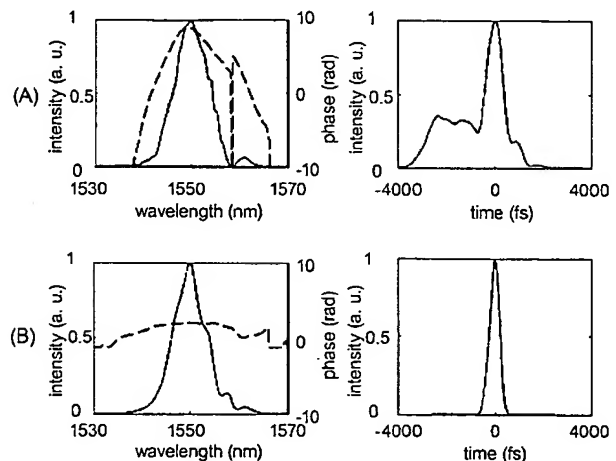 (A)
intensity (a. u.)
1
0.5
0
10
0
-10
phase (rad)
1530
1550
1570
wavelength (nm)
intensity (a. u.)
1
0.5
0
-4000
0
4000
time (fs)
(B)
intensity (a. u.)
1
0.5
0
10
0
-10
phase (rad)
1530
1550
1570
wavelength (nm)
intensity (a. u.)
1
0.5
0
-4000
0
4000
time (fs)